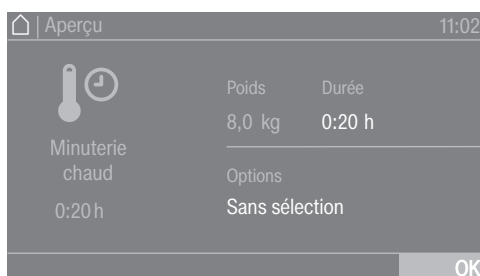 | Aperçu 11:02
Minuterie
chaud
0:20 h
Poids Durée
8,0 kg 0:20 h
Options
Sans sélection
OK